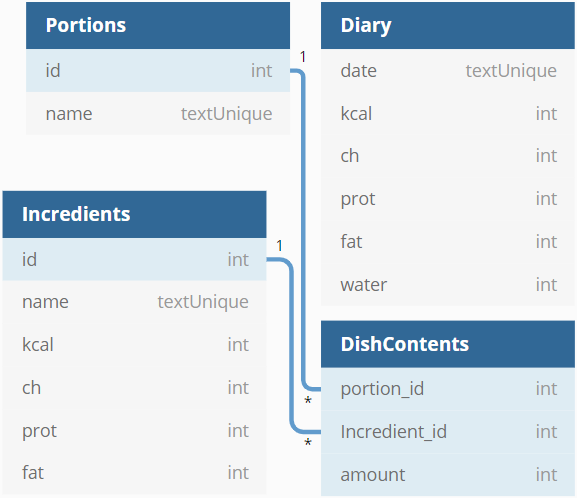 Portions
id int
name textUnique
Diary
date textUnique
kcal int
ch int
prot int
fat int
water int
Incredients
id int
name textUnique
kcal int
ch int
prot int
fat int
DishContents
portion_id int
Incredient_id int
amount int
1
1
*
*